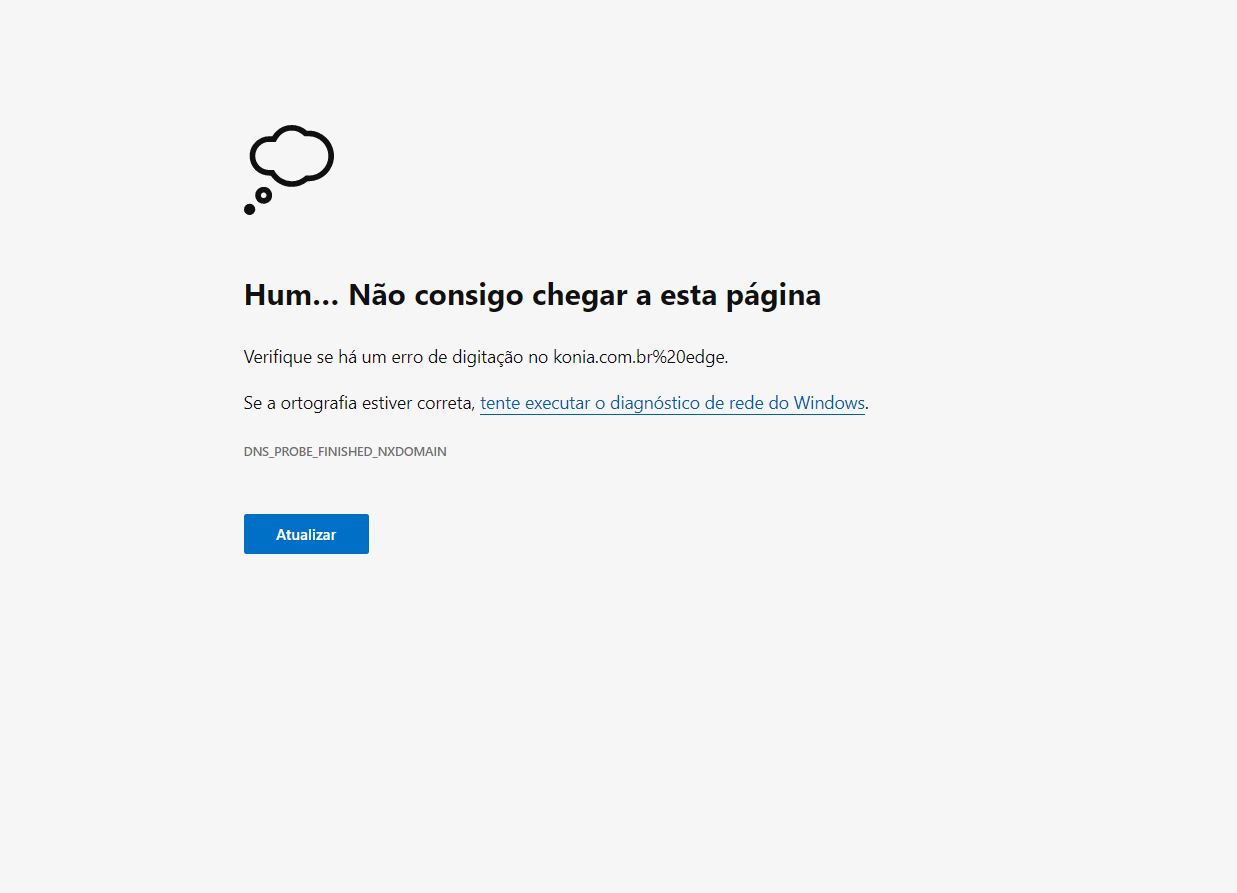 Hum… Não consigo chegar a esta página
Verifique se há um erro de digitação no konia.com.br%20edge.
Se a ortografia estiver correta, tente executar o diagnóstico de rede do Windows.
DNS_PROBE_FINISHED_NXDOMAIN
Atualizar